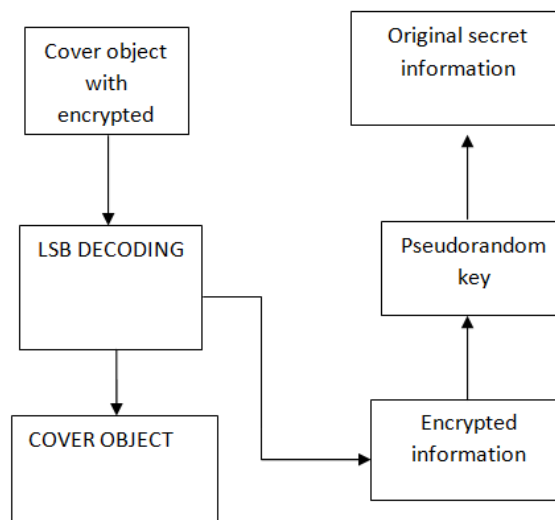 Cover object
with
encrypted
Original secret
information
LSB DECODING
Pseudorandom
key
COVER OBJECT
Encrypted
information